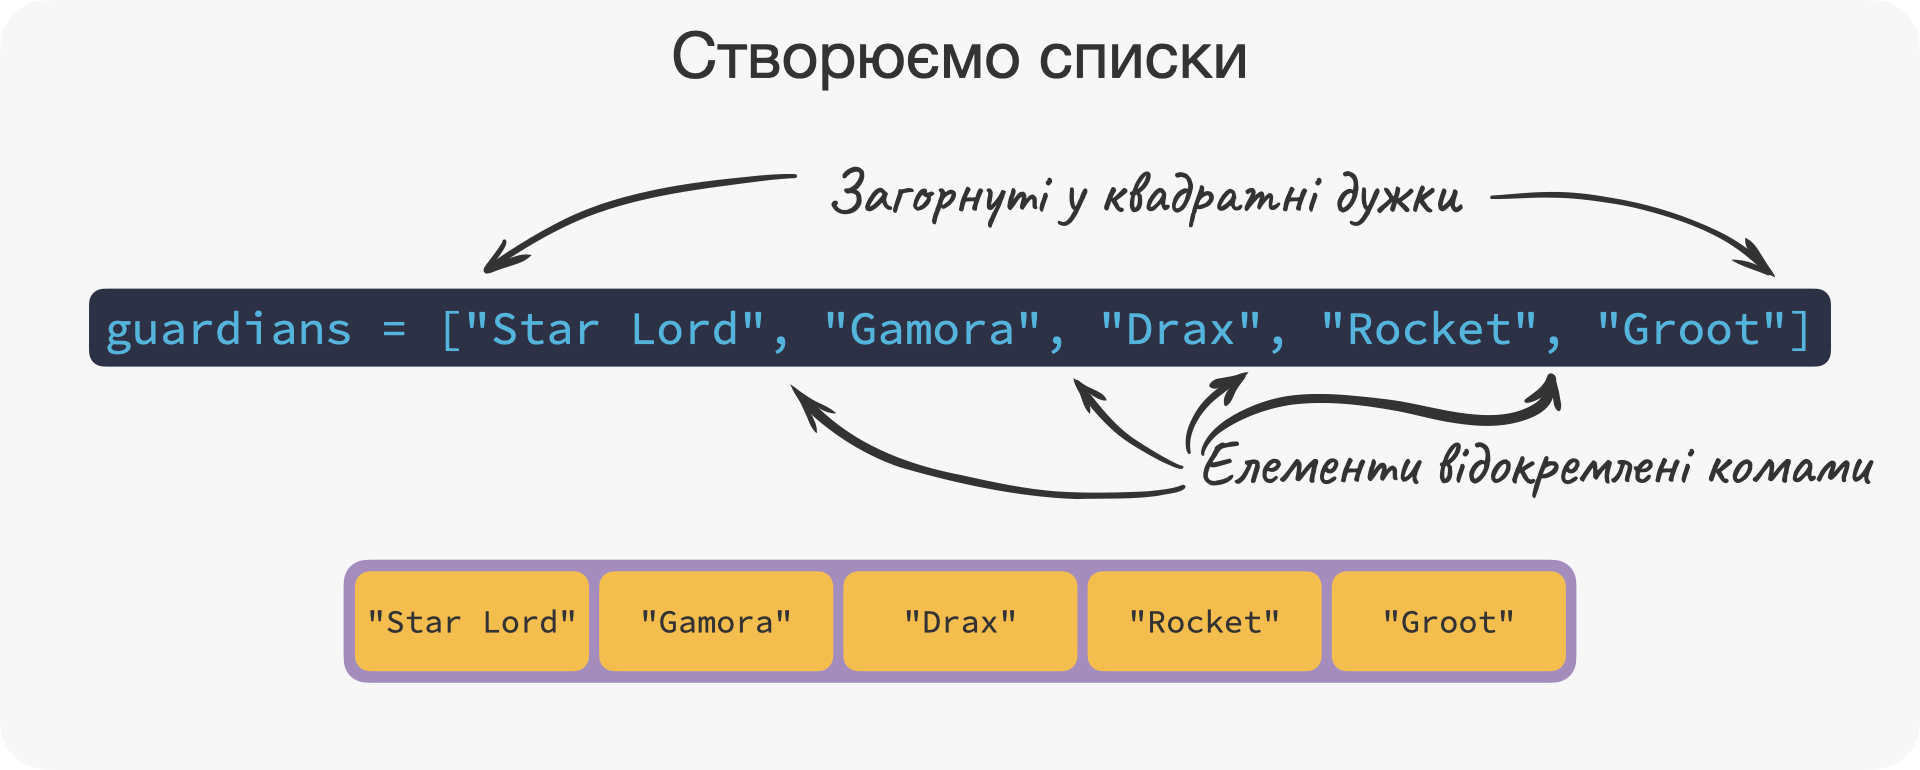 Створюємо списки
Загорнуті у квадратні дужки
guardians = ["Star Lord", "Gamora", "Drax", "Rocket", "Groot"]
Елементи відокремлені комами
"Star Lord" "Gamora" "Drax" "Rocket" "Groot"